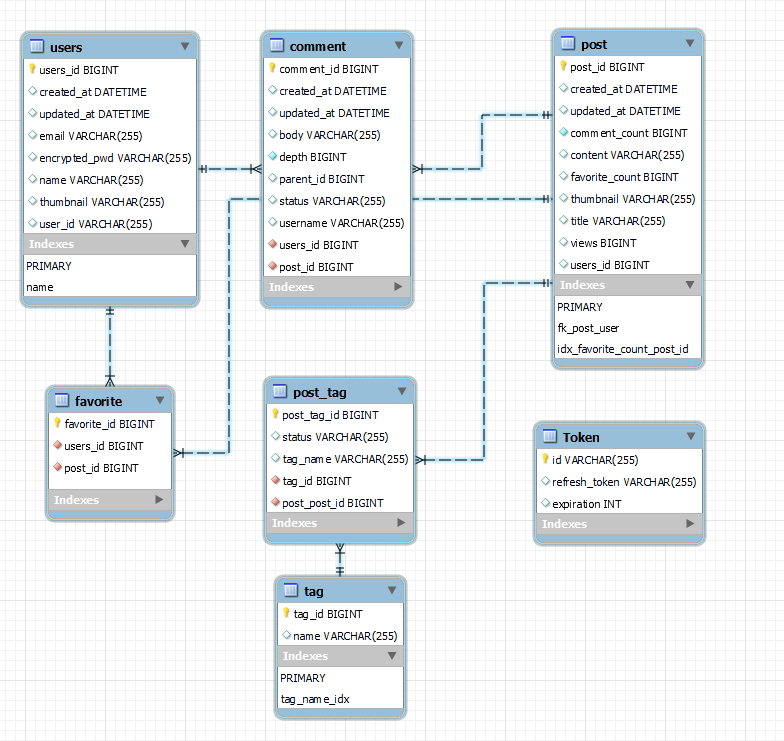 users
users_id BIGINT
created_at DATETIME
updated_at DATETIME
email VARCHAR(255)
encrypted_pwd VARCHAR(255)
name VARCHAR(255)
thumbnail VARCHAR(255)
user_id VARCHAR(255)
Indexes
PRIMARY
name
comment
comment_id BIGINT
created_at DATETIME
updated_at DATETIME
body VARCHAR(255)
depth BIGINT
parent_id BIGINT
status VARCHAR(255)
username VARCHAR(255)
users_id BIGINT
post_id BIGINT
Indexes
post
post_id BIGINT
created_at DATETIME
updated_at DATETIME
comment_count BIGINT
content VARCHAR(255)
favorite_count BIGINT
thumbnail VARCHAR(255)
title VARCHAR(255)
views BIGINT
users_id BIGINT
Indexes
PRIMARY
fk_post_user
idx_favorite_count_post_id
favorite
favorite_id BIGINT
users_id BIGINT
post_id BIGINT
Indexes
post_tag
post_tag_id BIGINT
status VARCHAR(255)
tag_name VARCHAR(255)
tag_id BIGINT
post_post_id BIGINT
Indexes
Token
id VARCHAR(255)
refresh_token VARCHAR(255)
expiration INT
Indexes
tag
tag_id BIGINT
name VARCHAR(255)
Indexes
PRIMARY
tag_name_idx